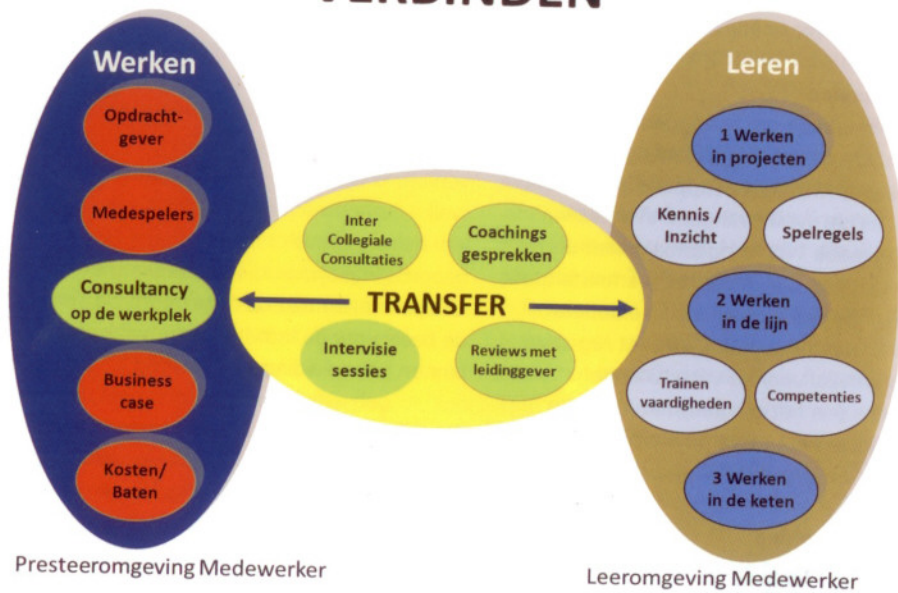 VERBINDEN
Werken
Opdracht-
gever
Medespelers
Consultancy
op de werkplek
Business
case
Kosten/
Baten
Presteeromgeving Medewerker
Inter
Collegiale
Consultaties
Coachings
gesprekken
TRANSFER
Intervisie
sessies
Reviews met
leidinggever
Leren
1 Werken
in projecten
Kennis /
Inzicht
Spelregels
2 Werken
in de lijn
Trainen
vaardigheden
Competenties
3 Werken
in de keten
Leeromgeving Medewerker